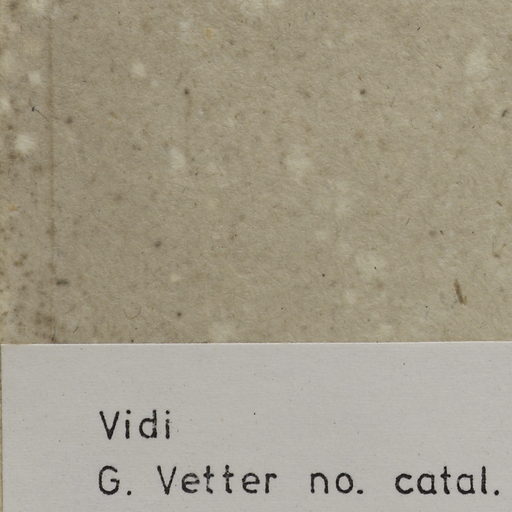 Vidi
G. Vetter no. catal.